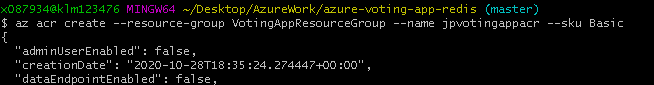 x087934@klm123476 MINGW64 ~/Desktop/AzureWork/azure-voting-app-redis (master)
$ az acr create --resource-group VotingAppResourceGroup --name jpvotingappacr --sku Basic
{
  "adminUserEnabled": false,
  "creationDate": "2020-10-28T18:35:24.274447+00:00",
  "dataEndpointEnabled": false,